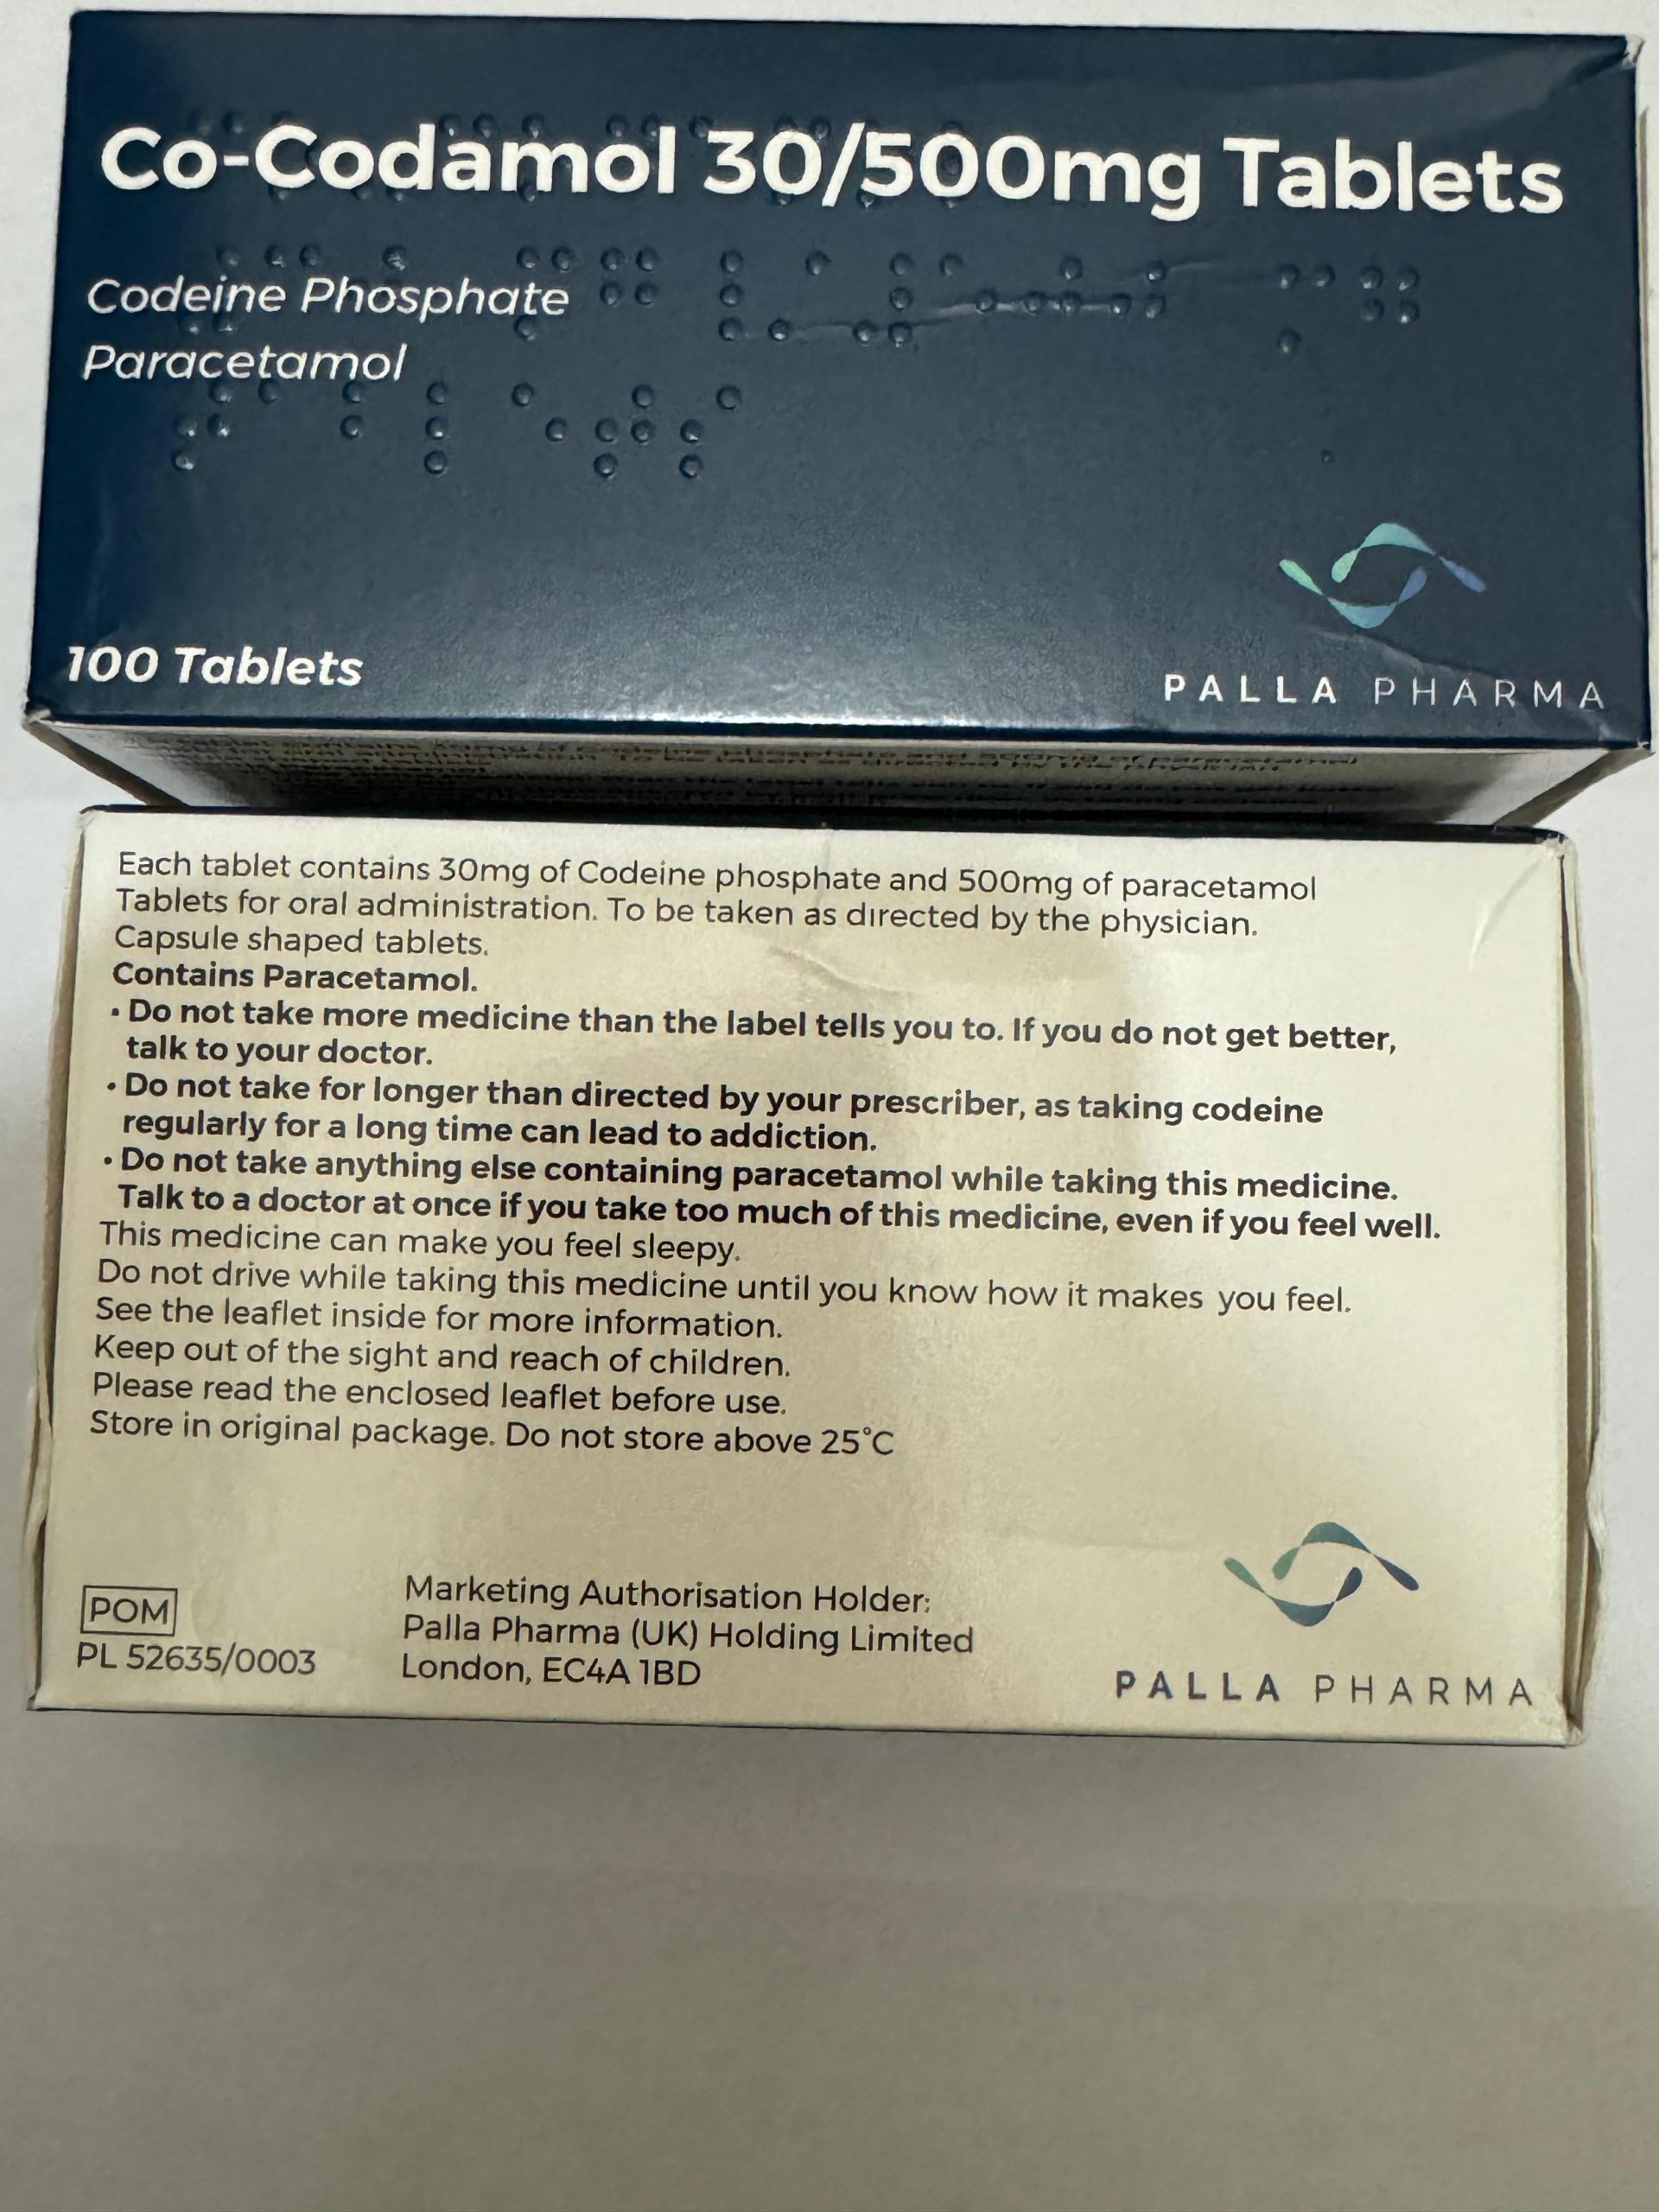 Co-Codamol 30/500mg Tablets
Codeine Phosphate
Paracetamol
100 Tablets
PALLA PHARMA
Each tablet contains 30mg of Codeine phosphate and 500mg of paracetamol
Tablets for oral administration. To be taken as directed by the physician.
Capsule shaped tablets.
Contains Paracetamol.
• Do not take more medicine than the label tells you to. If you do not get better,
talk to your doctor.
• Do not take for longer than directed by your prescriber, as taking codeine
regularly for a long time can lead to addiction.
• Do not take anything else containing paracetamol while taking this medicine.
Talk to a doctor at once if you take too much of this medicine, even if you feel well.
This medicine can make you feel sleepy.
Do not drive while taking this medicine until you know how it makes you feel.
See the leaflet inside for more information.
Keep out of the sight and reach of children.
Please read the enclosed leaflet before use.
Store in original package. Do not store above 25°C
POM
PL 52635/0003
Marketing Authorisation Holder:
Palla Pharma (UK) Holding Limited
London, EC4A 1BD
PALLA PHARMA